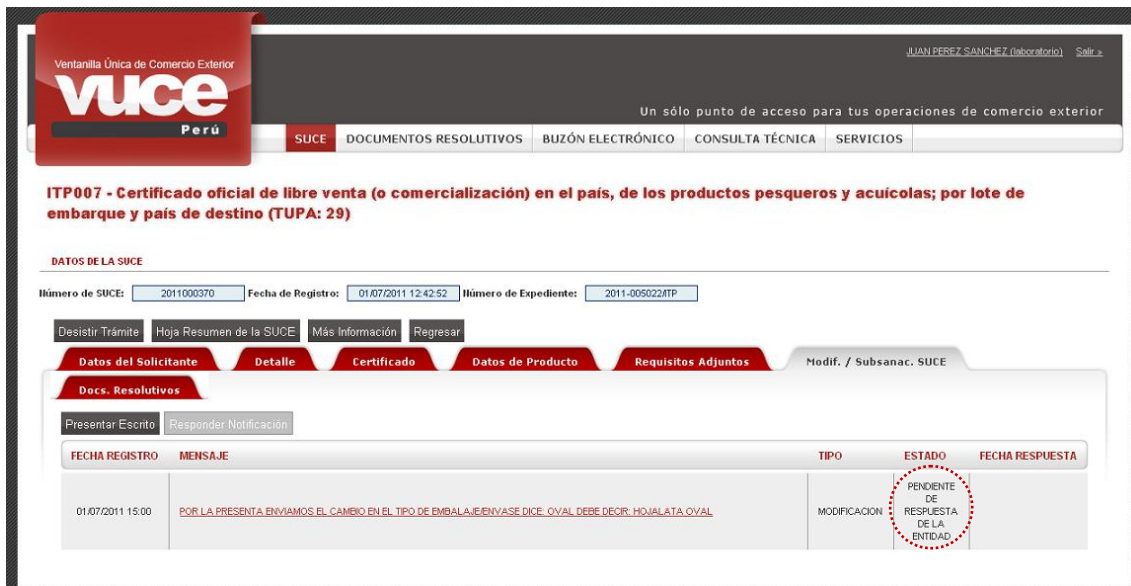 Ventanilla Única de Comercio Exterior
vuce
Perú
JUAN PEREZ SANCHEZ (laboratorio) Salir »
Un sólo punto de acceso para tus operaciones de comercio exterior
SUCE DOCUMENTOS RESOLUTIVOS BUZÓN ELECTRÓNICO CONSULTA TÉCNICA SERVICIOS
ITP007 - Certificado oficial de libre venta (o comercialización) en el país, de los productos pesqueros y acuícolas; por lote de
embarque y país de destino (TUPA: 29)
DATOS DE LA SUCE
Número de SUCE: 2011000370 Fecha de Registro: 01/07/2011 12:42:52 Número de Expediente: 2011-005022/ITP
Desistir Trámite Hoja Resumen de la SUCE Más Información Regresar
Datos del Solicitante Detalle Certificado Datos de Producto Requisitos Adjuntos Modif. / Subsanac. SUCE
Docs. Resolutivos
Presentar Escrito Responder Notificación
FECHA REGISTRO MENSAJE TIPO ESTADO FECHA RESPUESTA
01/07/2011 15:00 POR LA PRESENTA ENVIAMOS EL CAMBIO EN EL TIPO DE EMBALAJE/ENVASE DICE: OVAL DEBE DECIR: HOJALATA OVAL MODIFICACION PENDIENTE
DE
RESPUESTA
DE LA
ENTIDAD